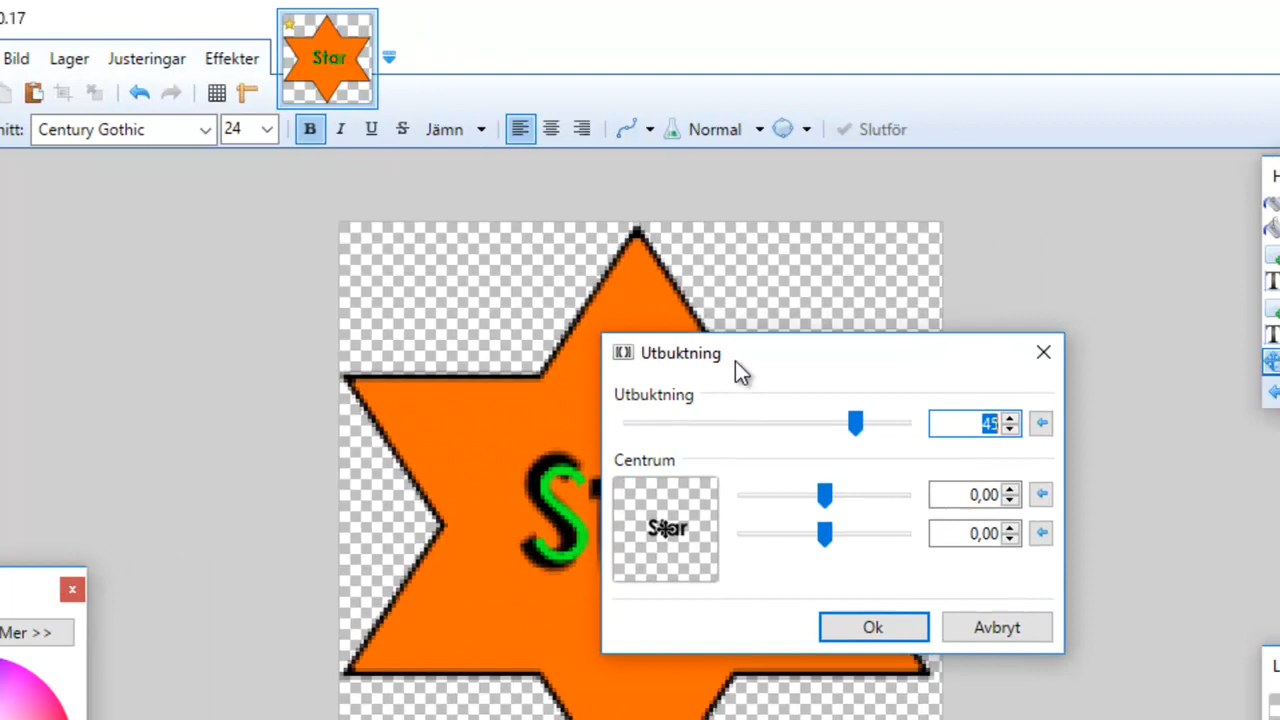 0.17
Bild Lager Justeringar Effekter
Star
nitt: Century Gothic 24 B I U S Jämn Normal Slutför
H
T
T
St
Utbuktning
Utbuktning
45
Centrum
0,00
Star
0,00
Ok Avbryt
x
Mer >>
L